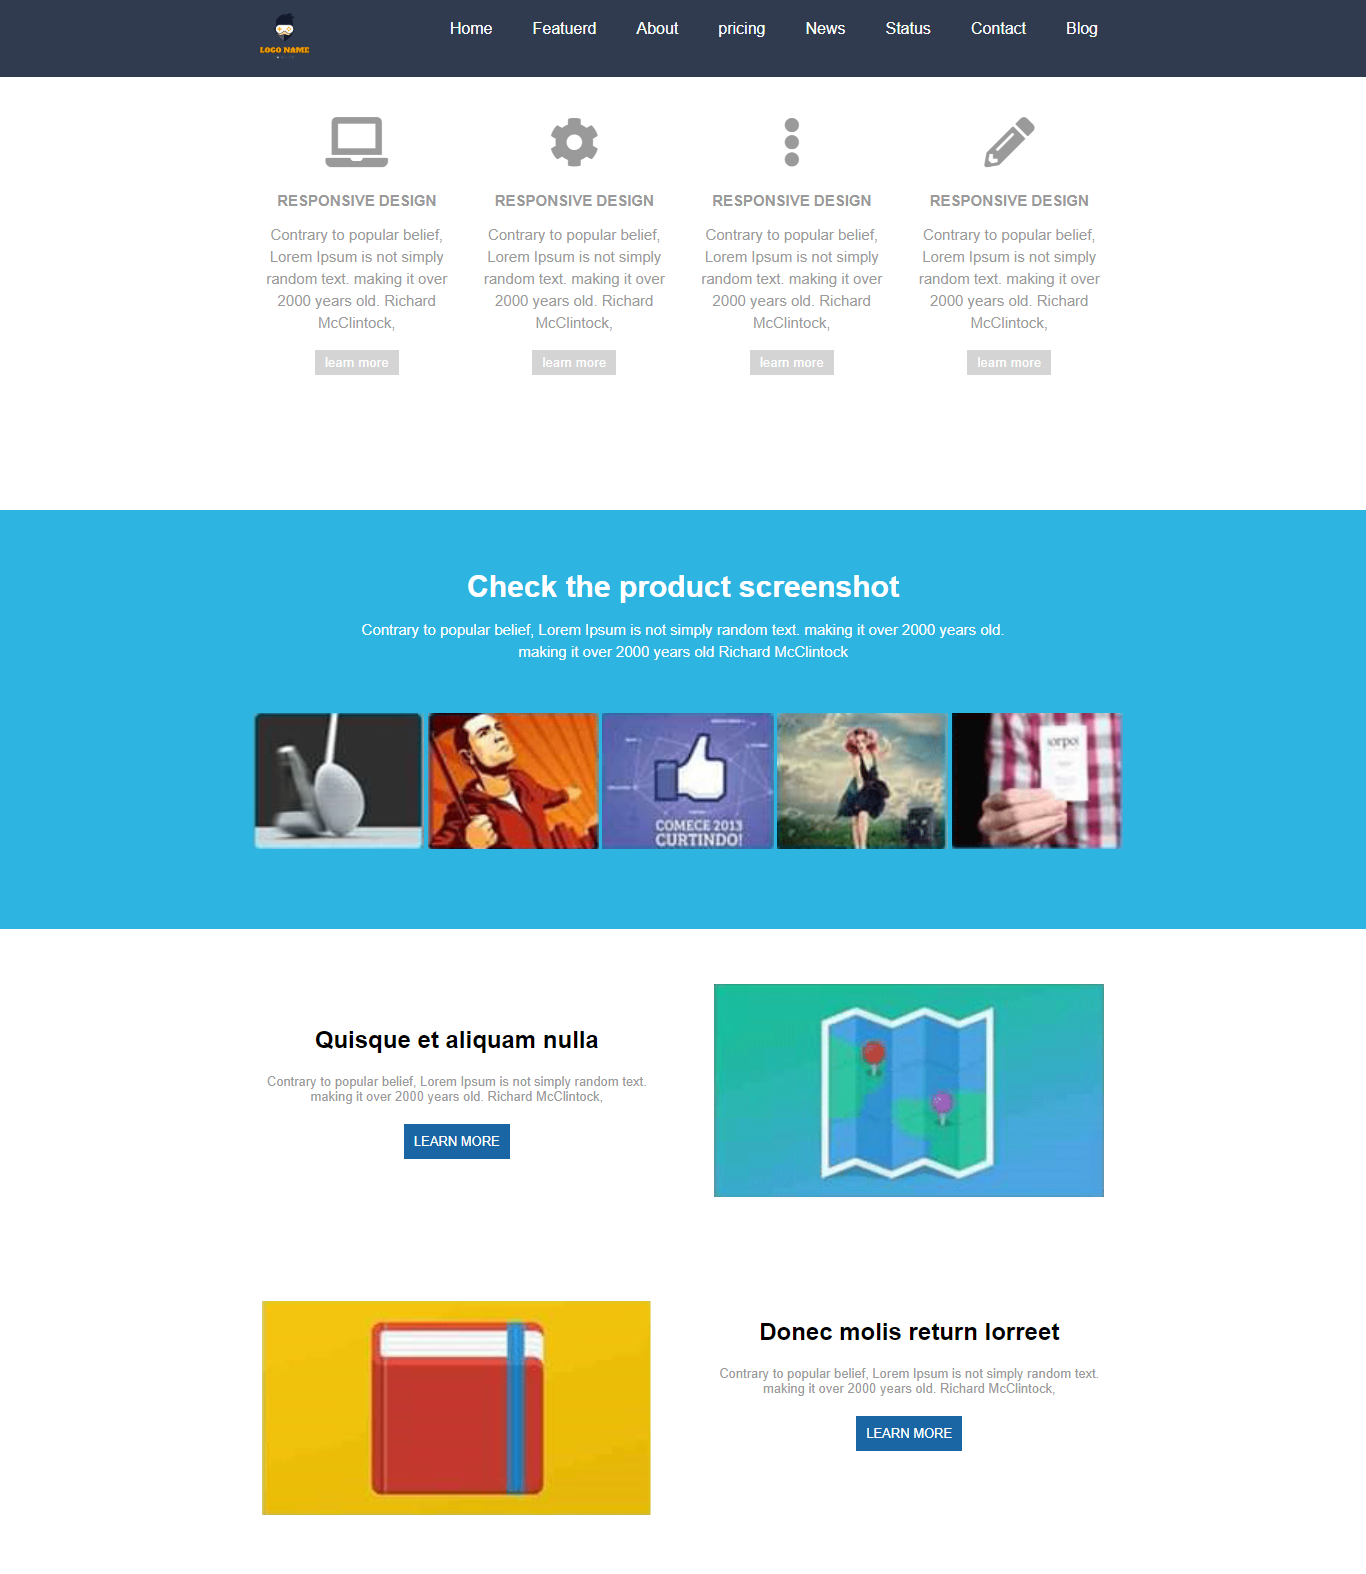 LOGO NAME
Home Featuerd About pricing News Status Contact Blog
RESPONSIVE DESIGN RESPONSIVE DESIGN RESPONSIVE DESIGN RESPONSIVE DESIGN
Contrary to popular belief, Contrary to popular belief, Contrary to popular belief, Contrary to popular belief,
Lorem Ipsum is not simply Lorem Ipsum is not simply Lorem Ipsum is not simply Lorem Ipsum is not simply
random text. making it over random text. making it over random text. making it over random text. making it over
2000 years old. Richard 2000 years old. Richard 2000 years old. Richard 2000 years old. Richard
McClintock, McClintock, McClintock, McClintock,
learn more learn more learn more learn more
Check the product screenshot
Contrary to popular belief, Lorem Ipsum is not simply random text. making it over 2000 years old.
making it over 2000 years old Richard McClintock
COMECE 2013
CURTINDO!
orpo
Quisque et aliquam nulla
Contrary to popular belief, Lorem Ipsum is not simply random text.
making it over 2000 years old. Richard McClintock,
LEARN MORE
Donec molis return lorreet
Contrary to popular belief, Lorem Ipsum is not simply random text.
making it over 2000 years old. Richard McClintock,
LEARN MORE